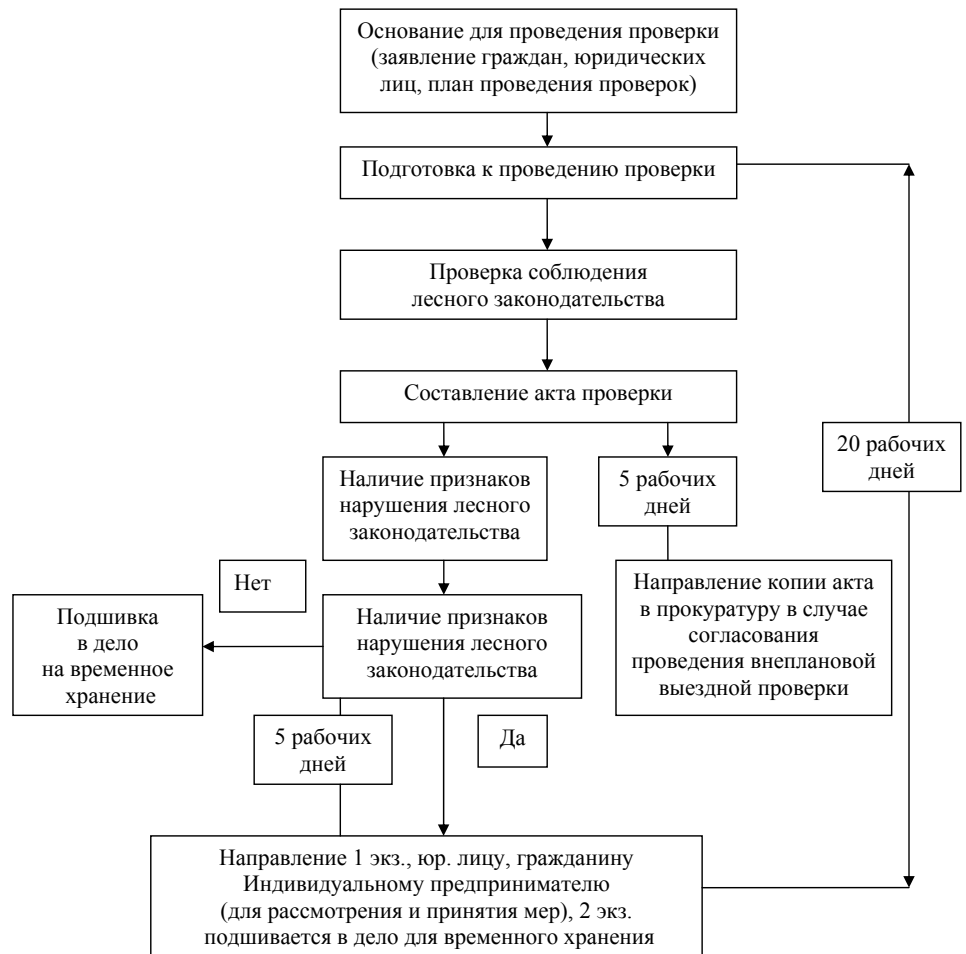 Основание для проведения проверки
(заявление граждан, юридических
лиц, план проведения проверок)
Подготовка к проведению проверки
Проверка соблюдения
лесного законодательства
Составление акта проверки
20 рабочих
дней
Наличие признаков
нарушения лесного
законодательства
5 рабочих
дней
Нет
Подшивка
в дело
на временное
хранение
Наличие признаков
нарушения лесного
законодательства
Направление копии акта
в прокуратуру в случае
согласования
проведения внеплановой
выездной проверки
5 рабочих
дней
Да
Направление 1 экз., юр. лицу, гражданину
Индивидуальному предпринимателю
(для рассмотрения и принятия мер), 2 экз.
подшивается в дело для временного хранения